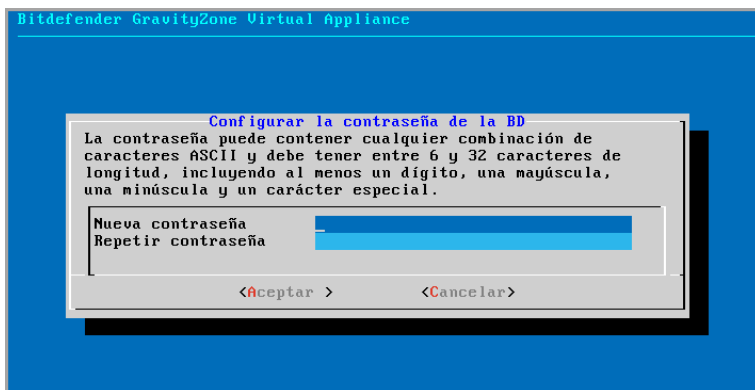 Bitdefender GravityZone Virtual Appliance
Configurar la contraseña de la BD
La contraseña puede contener cualquier combinación de
caracteres ASCII y debe tener entre 6 y 32 caracteres de
longitud, incluyendo al menos un dígito, una mayúscula,
una minúscula y un carácter especial.
Nueva contraseña
Repetir contraseña
<Aceptar > <Cancelar>